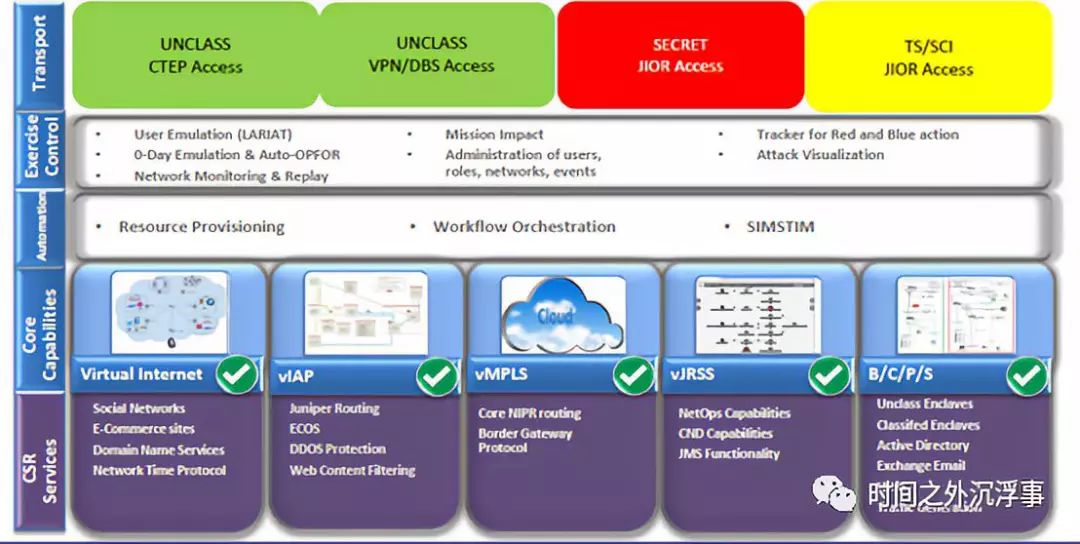 Transport
UNCLASS
CTEP Access
UNCLASS
VPN/DBS Access
SECRET
JIOR Access
TS/SCI
JIOR Access
Exercise
Control
• User Emulation (LARIAT)
• 0-Day Emulation & Auto-OPFOR
• Network Monitoring & Replay
• Mission Impact
• Administration of users,
roles, networks, events
• Tracker for Red and Blue action
• Attack Visualization
Automation
• Resource Provisioning
• Workflow Orchestration
• SIMSTIM
Core
Capabilities
Cloud
Virtual Internet
vIAP
vMPLS
vJRSS
B/C/P/S
CSR
Services
Social Networks
E-Commerce sites
Domain Name Services
Network Time Protocol
Juniper Routing
ECOS
DDOS Protection
Web Content Filtering
Core NIPR routing
Border Gateway
Protocol
NetOps Capabilities
CND Capabilities
JMS Functionality
Unclass Enclaves
Classifed Enclaves
Active Directory
Exchange Email
时间之外沉浮事